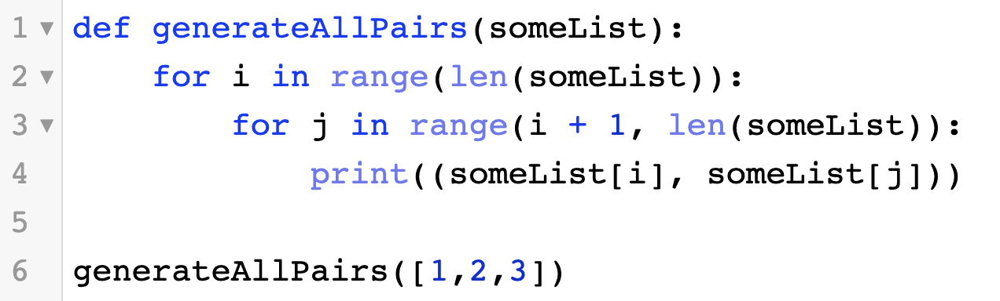 1 ▼ def generateAllPairs(someList):
2 ▼     for i in range(len(someList)):
3 ▼         for j in range(i + 1, len(someList)):
4             print((someList[i], someList[j]))
5
6 generateAllPairs([1,2,3])